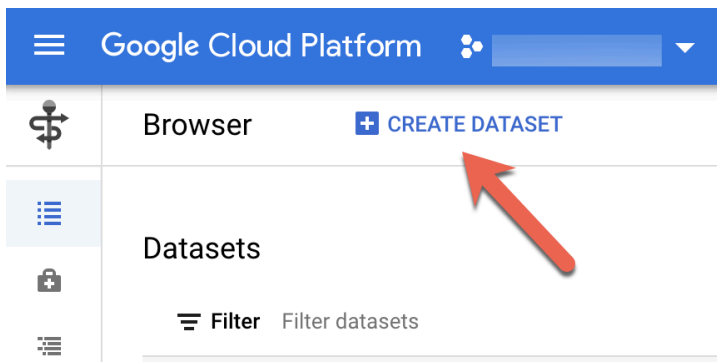 Google Cloud Platform
Browser CREATE DATASET
Datasets
Filter Filter datasets